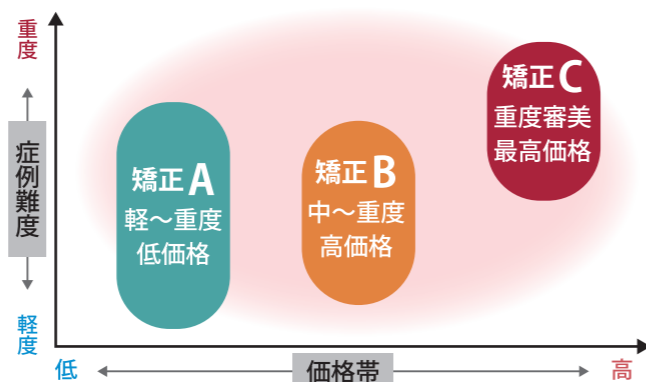 重度
症例難度
軽度
矯正A
軽～重度
低価格
矯正B
中～重度
高価格
矯正C
重度審美
最高価格
低
価格帯
高